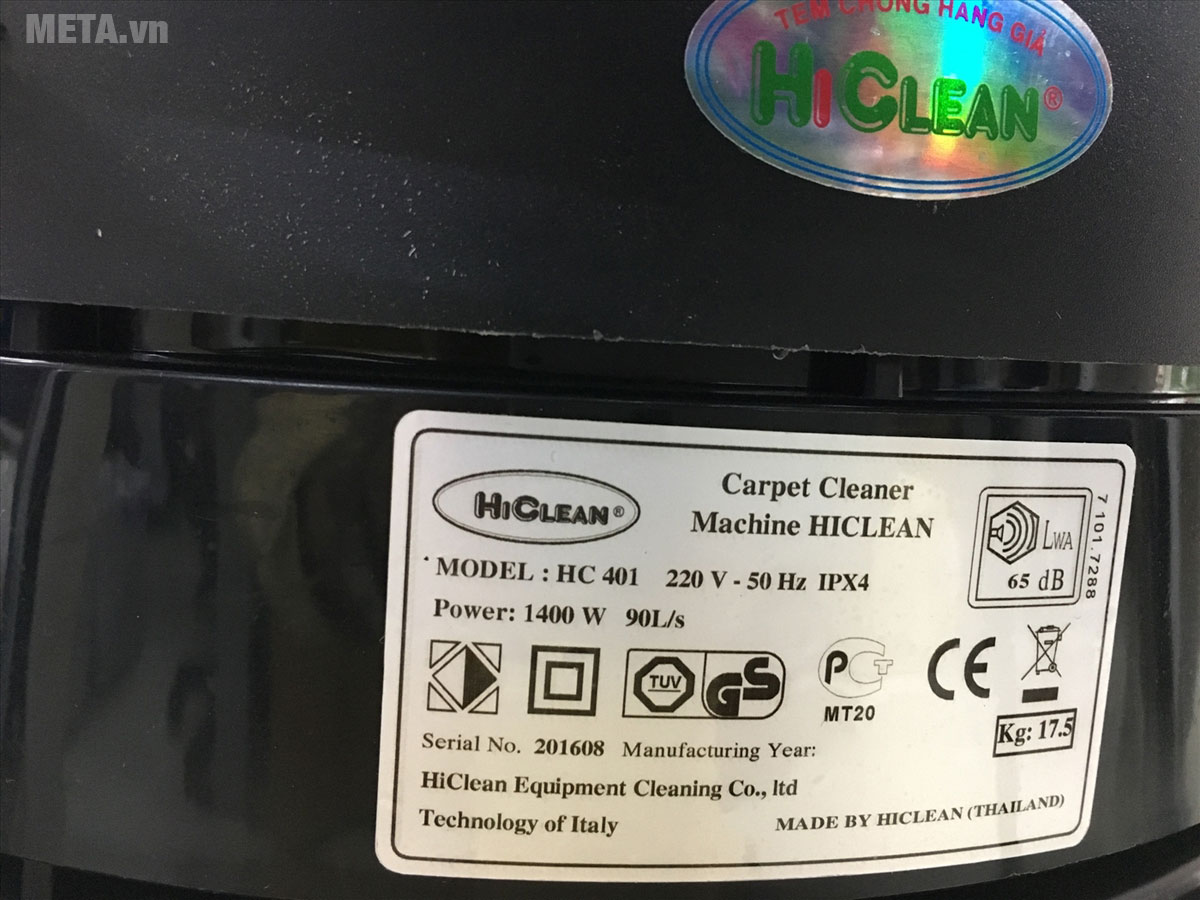 META.vn
TEM CHỐNG HÀNG GIẢ
HiCLEAN®
HiCLEAN®
Carpet Cleaner
Machine HICLEAN
MODEL : HC 401 220 V - 50 Hz IPX4
Power: 1400 W 90L/s
LWA
65 dB
7 101.7288
TUV
GS
PCT
MT20
CE
Kg: 17.5
Serial No. 201608 Manufacturing Year:
HiClean Equipment Cleaning Co., ltd
Technology of Italy
MADE BY HICLEAN (THAILAND)